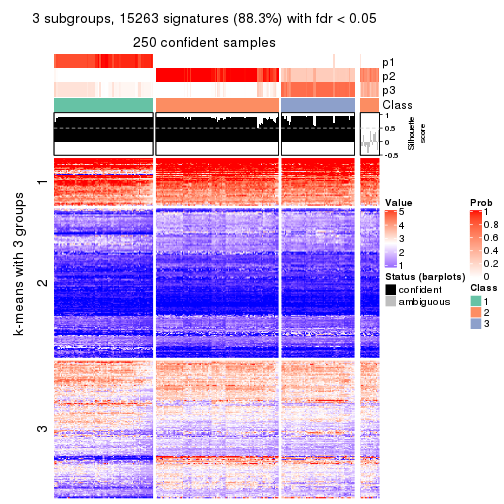 3 subgroups, 15263 signatures (88.3%) with fdr < 0.05
250 confident samples
p1
p2
p3
Class
1
0.5
0
-0.5
Silhouette
score
k-means with 3 groups
1
2
3
Value
5
4
3
2
1
Status (barplots)
confident
ambiguous
Prob
1
0.8
0.6
0.4
0.2
0
Class
1
2
3